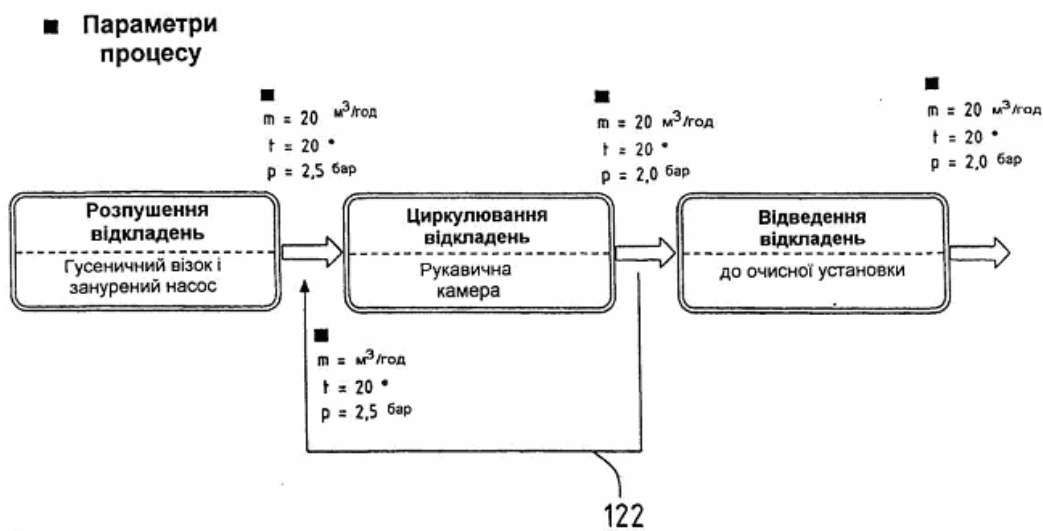 ■ Параметри
процесу
■
m = 20 м³/год
t = 20 °
p = 2,5 бар
■
m = 20 м³/год
t = 20 °
p = 2,0 бар
■
m = 20 м³/год
t = 20 °
p = 2,0 бар
Розпушення
відкладень
Гусеничний візок і
занурений насос
Циркулювання
відкладень
Рукавична
камера
Відведення
відкладень
до очисної установки
■
m = м³/год
t = 20 °
p = 2,5 бар
122